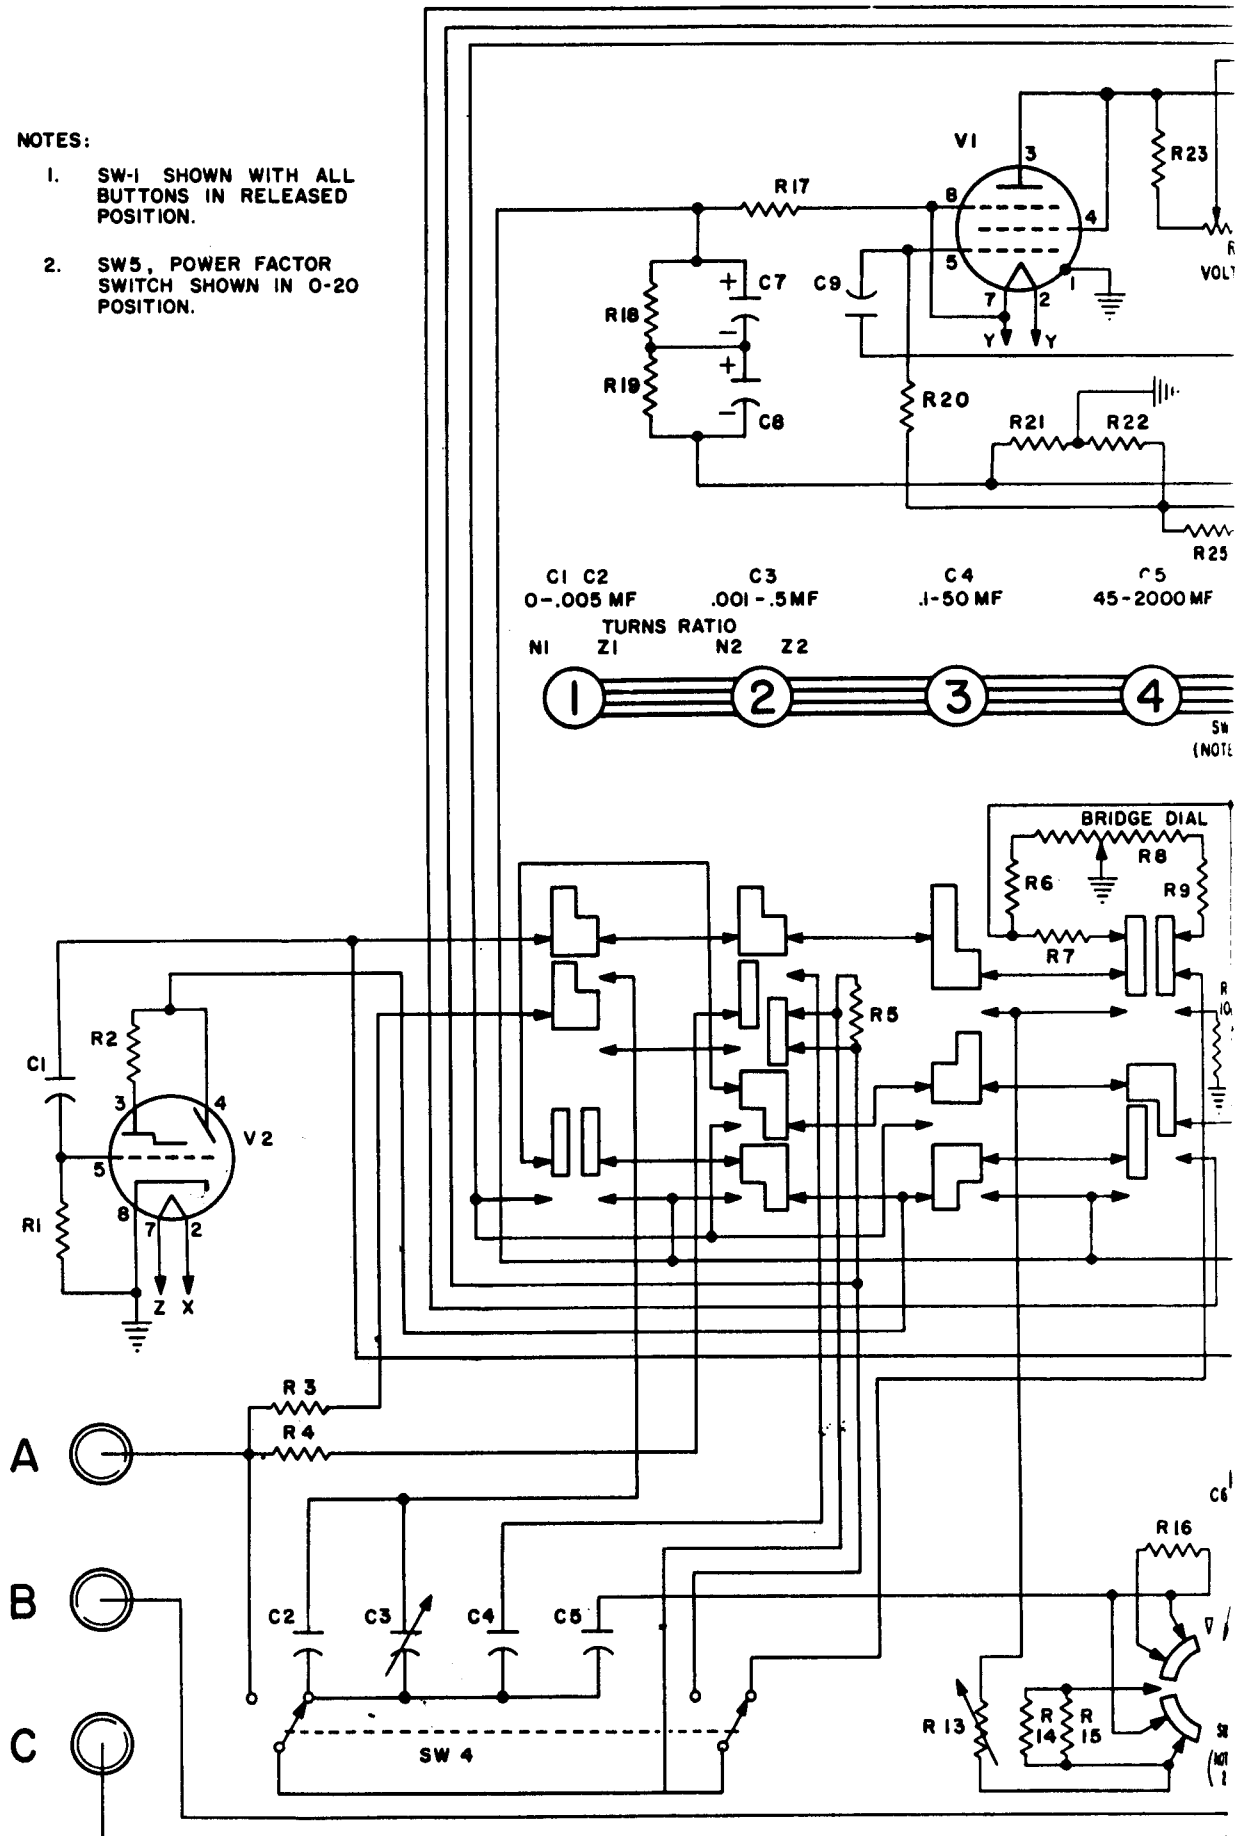 NOTES:
1. SW-1 SHOWN WITH ALL
BUTTONS IN RELEASED
POSITION.
2. SW5, POWER FACTOR
SWITCH SHOWN IN 0-20
POSITION.
V1
3
R23
R17
8
4
5
1
7
2
Y
Y
+
C7
C9
R18
-
+
R19
-
C8
R20
R21
R22
R25
C1 C2
C3
C4
C5
0-.005 MF
.001-.5MF
.1-50 MF
45-2000 MF
TURNS RATIO
N1
Z1
N2
Z2
1
2
3
4
BRIDGE DIAL
R8
R6
R9
R7
R5
R2
C1
3
4
V2
5
R1
8
7
2
Z
X
R3
R4
A
C6
R16
B
C2
C3
C4
C5
C
SW 4
R13
R
14
R
15